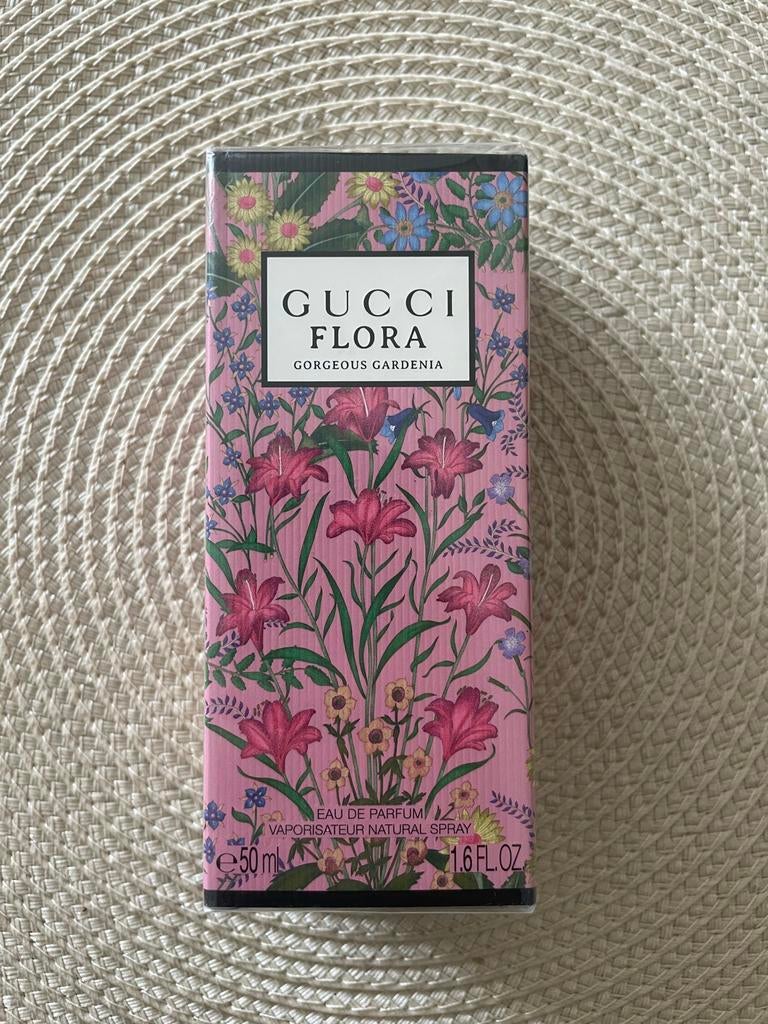 GUCCI
FLORA
GORGEOUS GARDENIA
EAU DE PARFUM
VAPORISATEUR NATURAL SPRAY
℮50 ml 1.6 FL.OZ.